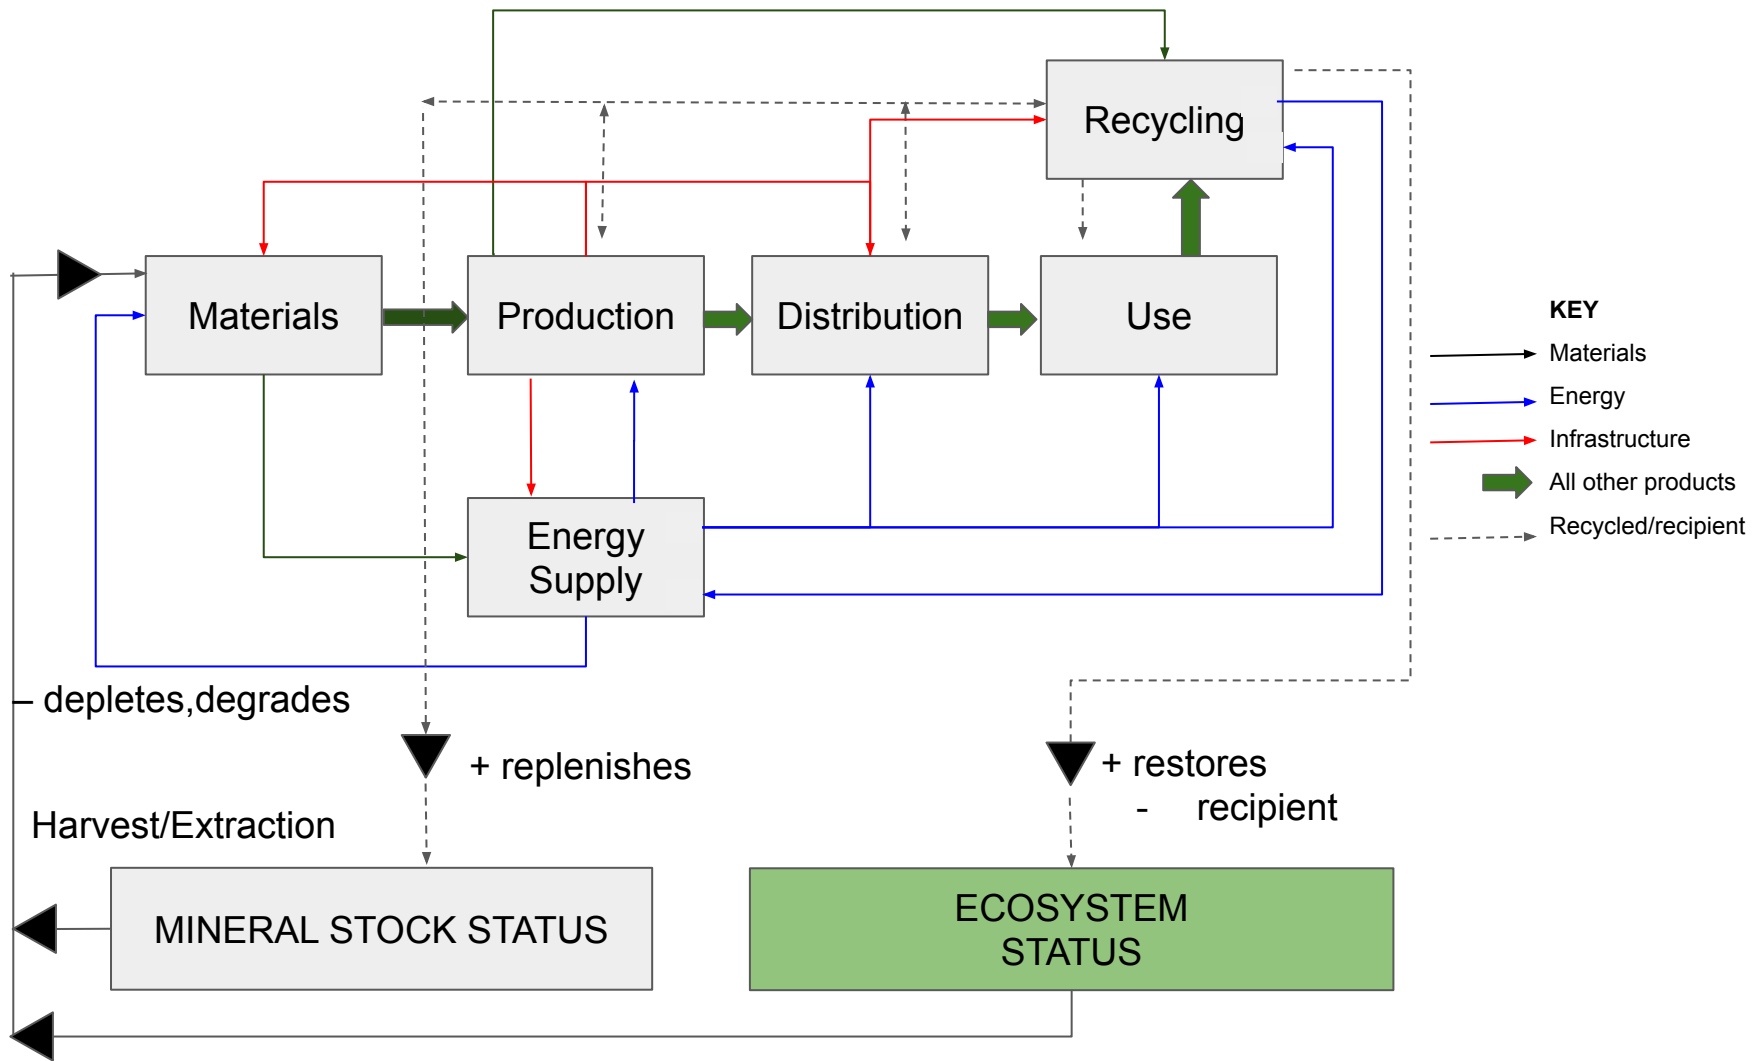 Recycling
Materials
Production
Distribution
Use
Energy
Supply
KEY
Materials
Energy
Infrastructure
All other products
Recycled/recipient
– depletes,degrades
+ replenishes
+ restores
- recipient
Harvest/Extraction
MINERAL STOCK STATUS
ECOSYSTEM
STATUS